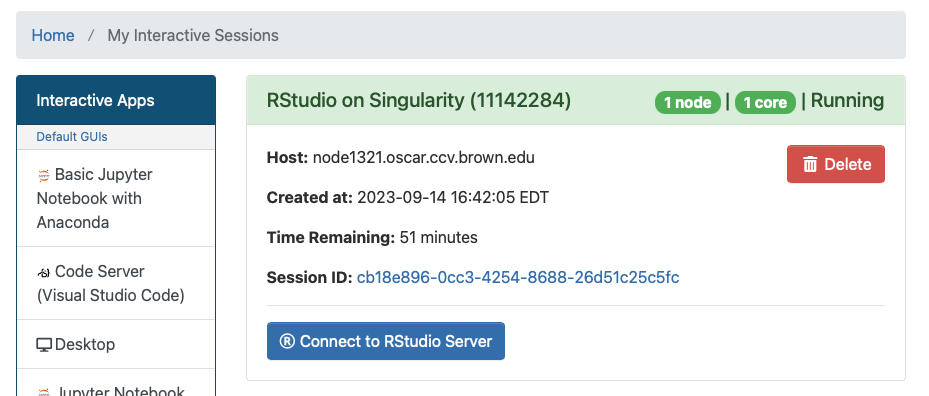 Home / My Interactive Sessions
Interactive Apps
Default GUIs
Basic Jupyter
Notebook with
Anaconda
Code Server
(Visual Studio Code)
Desktop
Jupyter Notebook
RStudio on Singularity (11142284)
1 node | 1 core | Running
Host: node1321.oscar.ccv.brown.edu
Delete
Created at: 2023-09-14 16:42:05 EDT
Time Remaining: 51 minutes
Session ID: cb18e896-0cc3-4254-8688-26d51c25c5fc
® Connect to RStudio Server